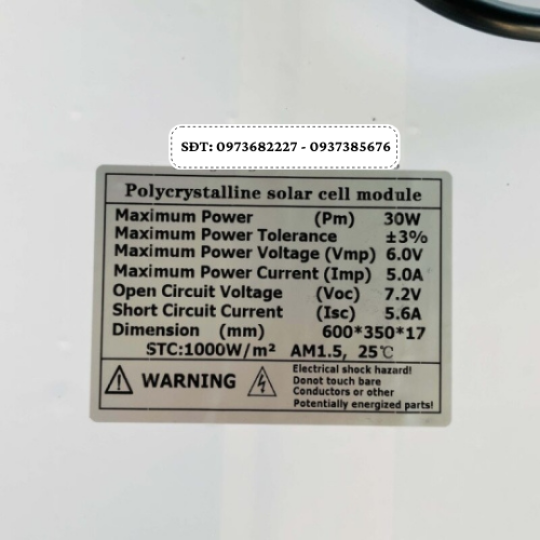 SĐT: 0973682227 - 0937385676
Polycrystalline solar cell module
Maximum Power (Pm) 30W
Maximum Power Tolerance ±3%
Maximum Power Voltage (Vmp) 6.0V
Maximum Power Current (Imp) 5.0A
Open Circuit Voltage (Voc) 7.2V
Short Circuit Current (Isc) 5.6A
Dimension (mm) 600*350*17
STC:1000W/m² AM1.5, 25℃
WARNING
Electrical shock hazard!
Donot touch bare
Conductors or other
Potentially energized parts!